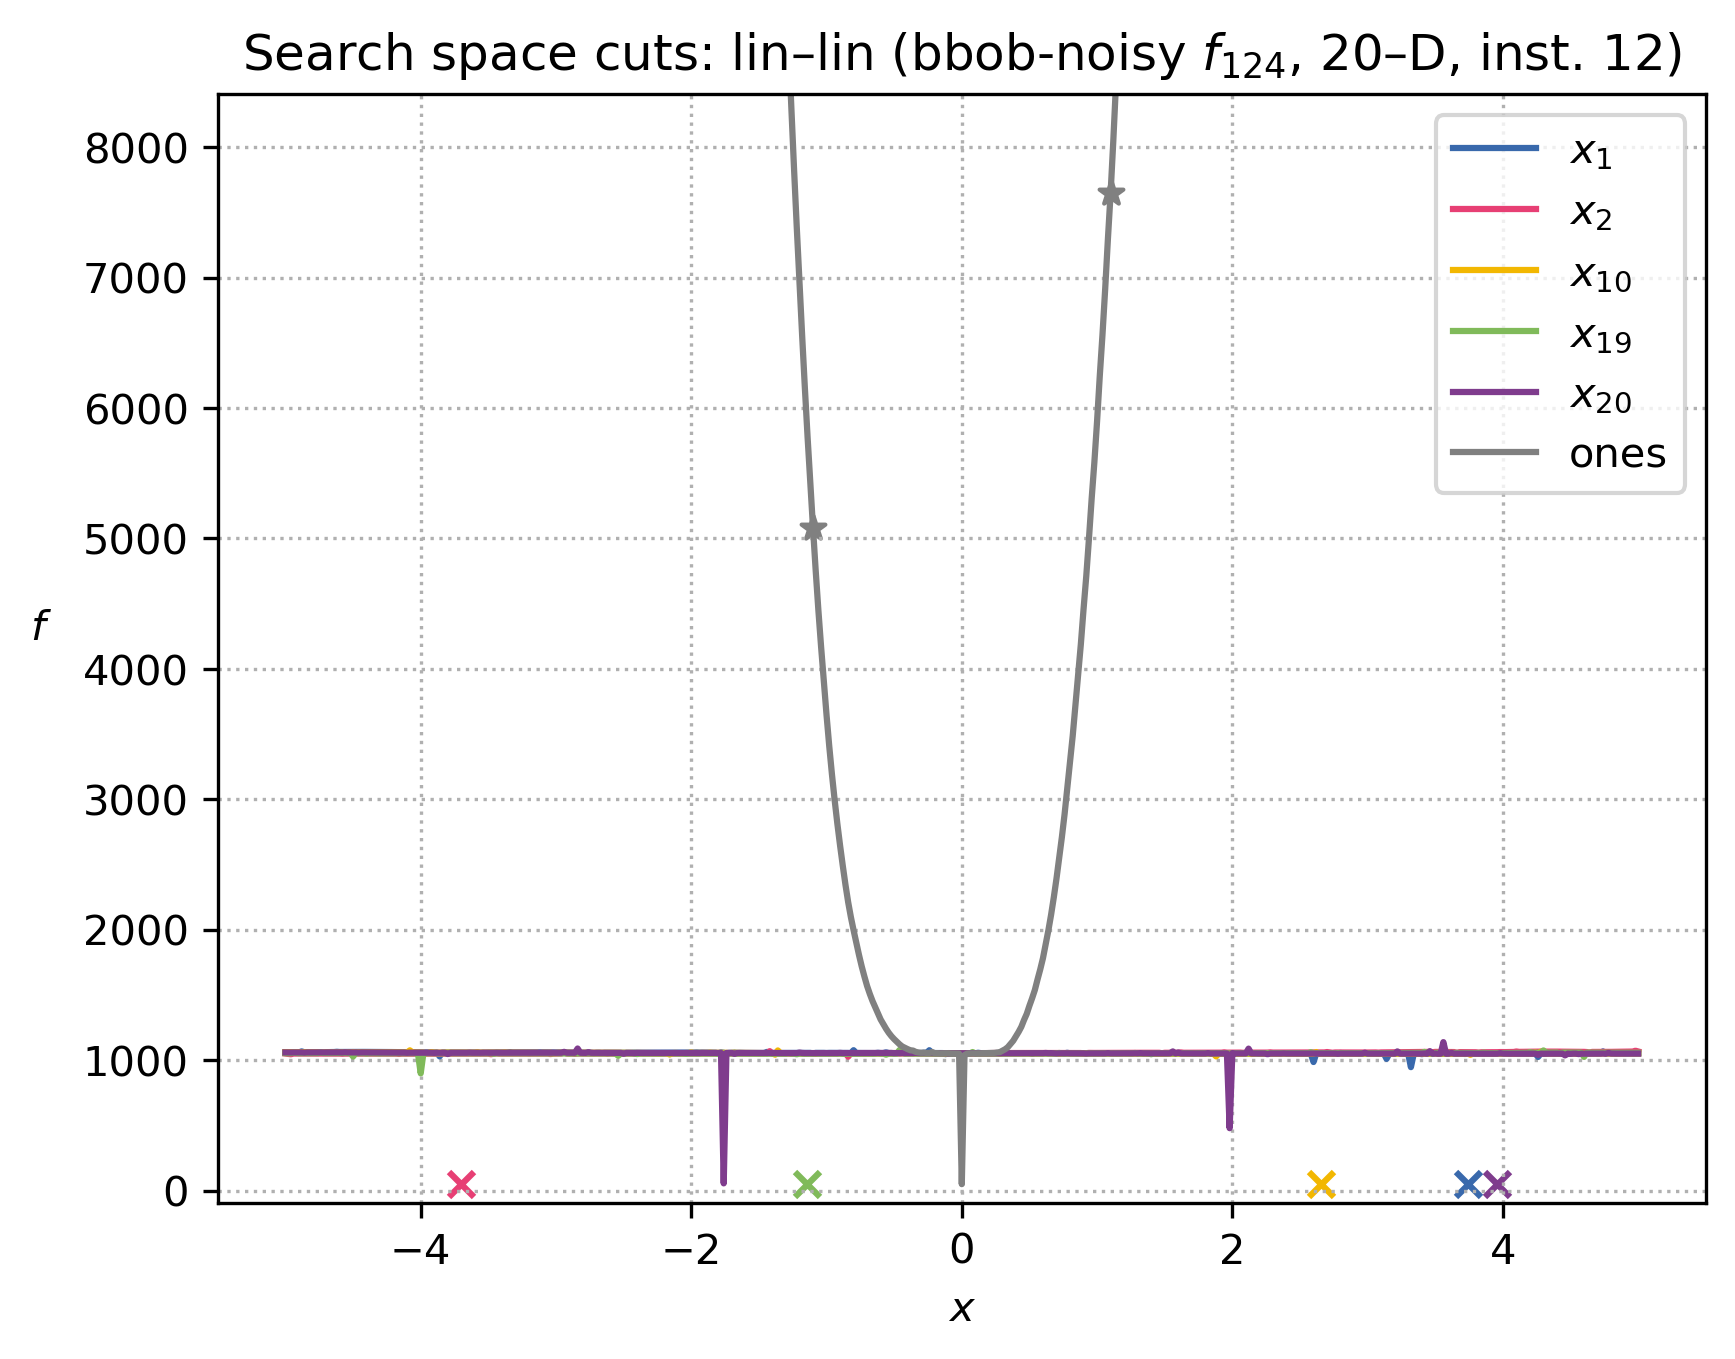 Search space cuts: lin–lin (bbob-noisy f₁₂₄, 20–D, inst. 12)
8000
7000
6000
5000
4000
3000
2000
1000
0
f
−4
−2
0
2
4
x
x₁
x₂
x₁₀
x₁₉
x₂₀
ones